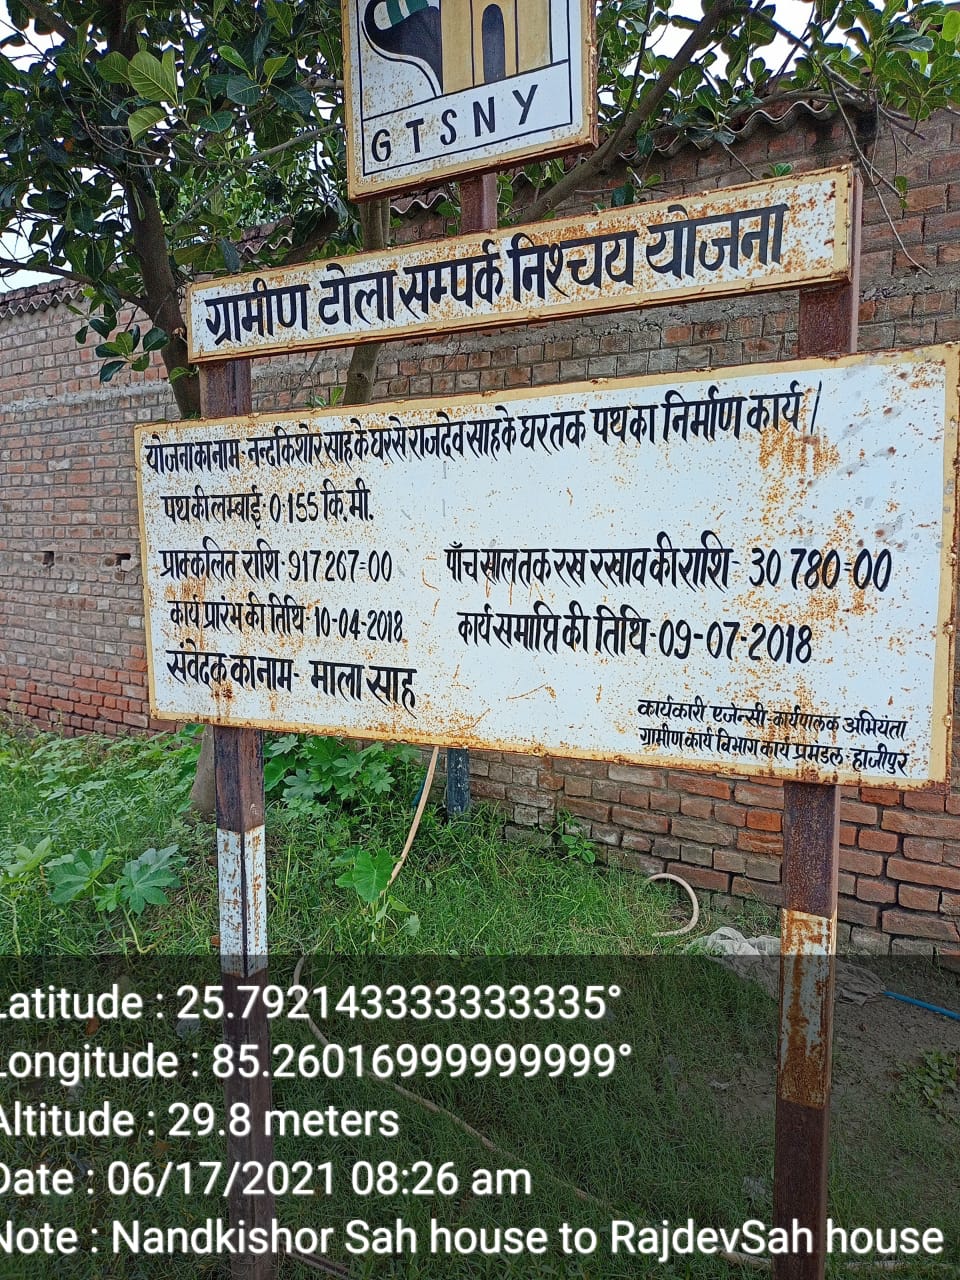 GTSNY
ग्रामीण टोला सम्पर्क निश्चय योजना
योजना का नाम- नन्दकिशोर साह के घर से राजदेव साह के घर तक पथ का निर्माण कार्य।
पथ की लम्बाई- 0.155 कि.मी.
प्राक्कलित राशि- 917267=00 पाँच साल तक रख रखाव की राशि- 30780=00
कार्य प्रारंभ की तिथि- 10-04-2018 कार्य समाप्ति की तिथि-09-07-2018
संवेदक का नाम- माला साह
कार्यकारी एजेन्सी-कार्यपालक अभियंता
ग्रामीण कार्य विभाग कार्य प्रमंडल- हाजीपुर
Latitude : 25.792143333333335°
Longitude : 85.26016999999999°
Altitude : 29.8 meters
Date : 06/17/2021 08:26 am
Note : Nandkishor Sah house to RajdevSah house